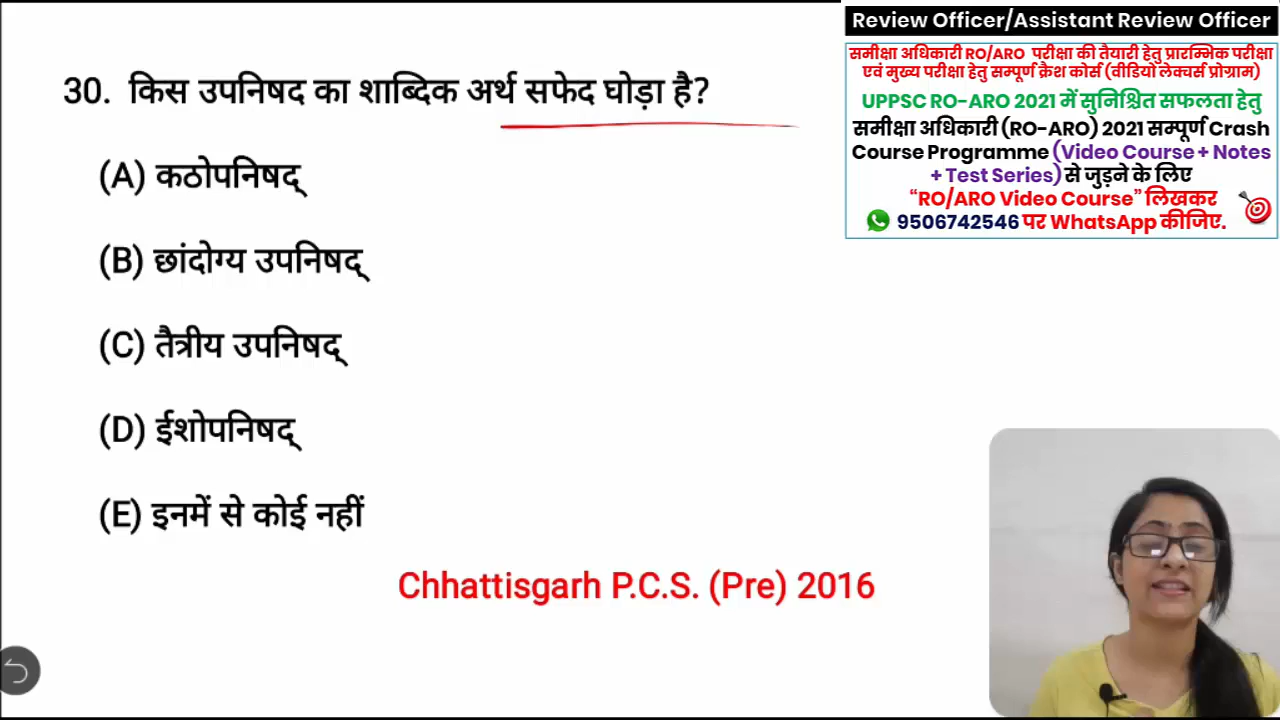 30. किस उपनिषद का शाब्दिक अर्थ सफेद घोड़ा है?
(A) कठोपनिषद्
(B) छांदोग्य उपनिषद्
(C) तैत्रीय उपनिषद्
(D) ईशोपनिषद्
(E) इनमें से कोई नहीं
Chhattisgarh P.C.S. (Pre) 2016
Review Officer/Assistant Review Officer
समीक्षा अधिकारी RO/ARO परीक्षा की तैयारी हेतु प्रारम्भिक परीक्षा
एवं मुख्य परीक्षा हेतु सम्पूर्ण क्रैश कोर्स (वीडियो लेक्चर्स प्रोग्राम)
UPPSC RO-ARO 2021 में सुनिश्चित सफलता हेतु
समीक्षा अधिकारी (RO-ARO) 2021 सम्पूर्ण Crash
Course Programme (Video Course + Notes
+ Test Series) से जुड़ने के लिए
“RO/ARO Video Course” लिखकर
9506742546 पर WhatsApp कीजिए.